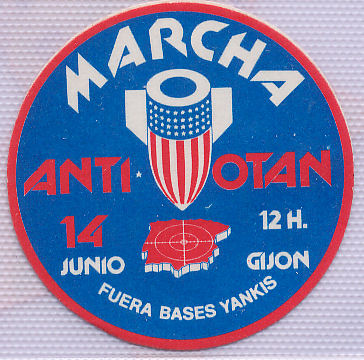 MARCHA
ANTI-OTAN
14
JUNIO
12 H.
GIJON
FUERA BASES YANKIS